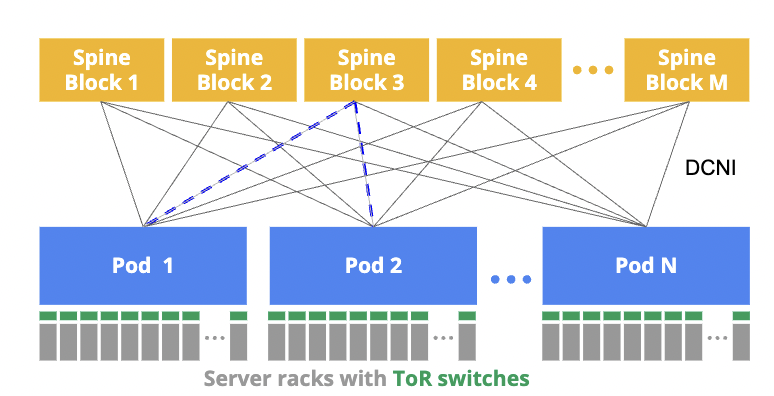 Spine
Block 1
Spine
Block 2
Spine
Block 3
Spine
Block 4
Spine
Block M
DCNI
Pod 1
Pod 2
Pod N
Server racks with ToR switches